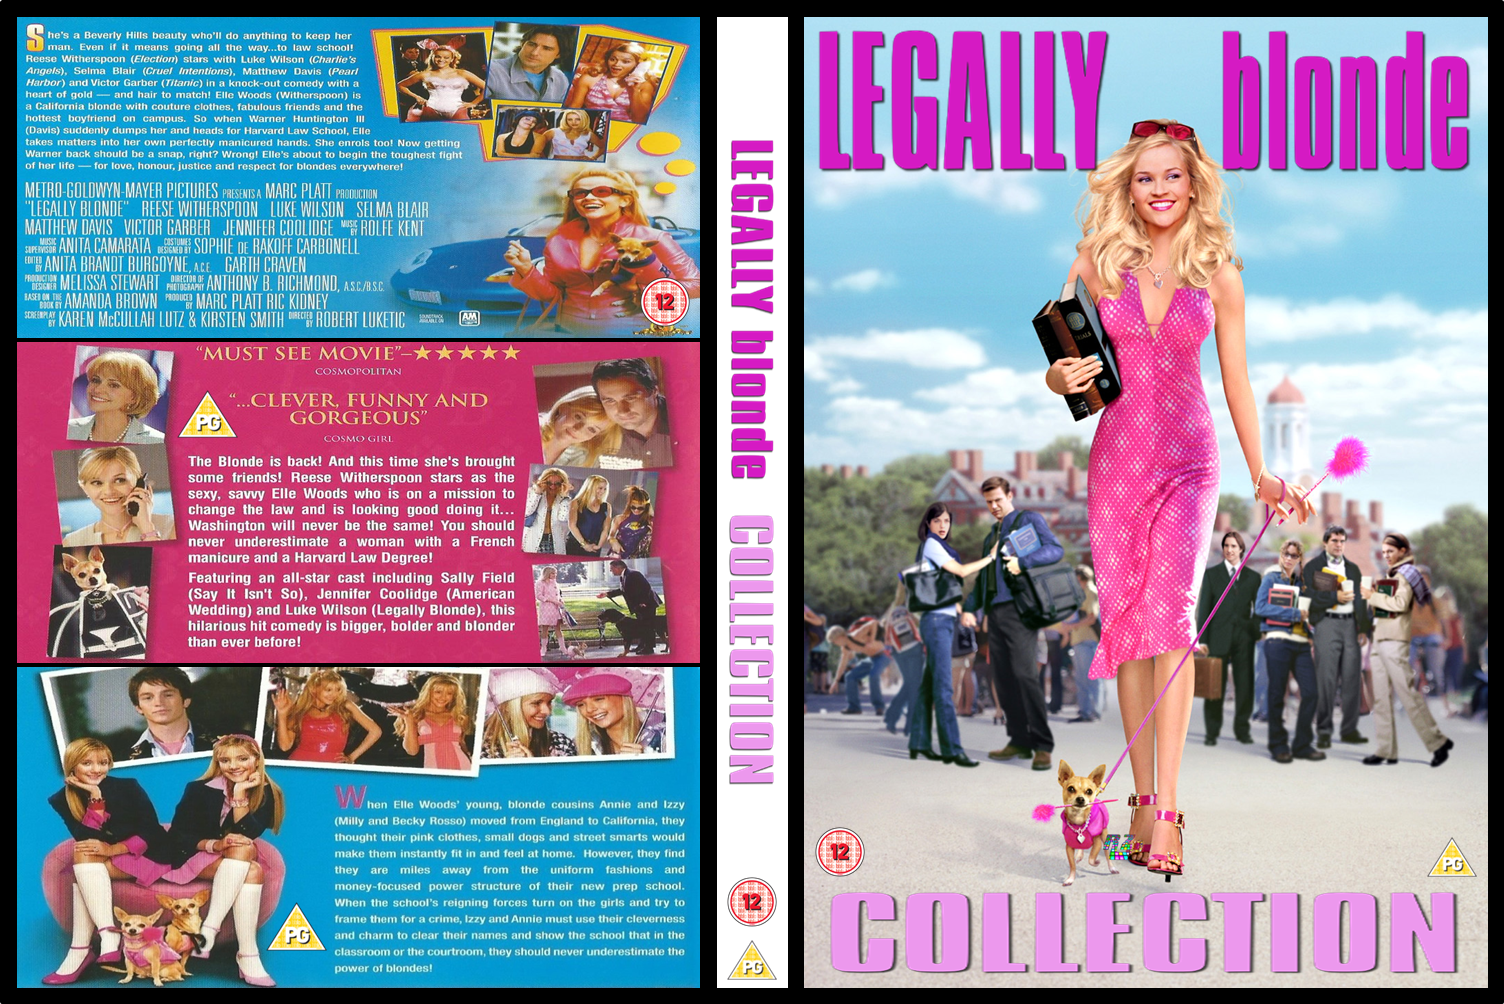 She's a Beverly Hills beauty who'll do anything to keep her
man. Even if it means going all the way...to law school!
Reese Witherspoon (Election) stars with Luke Wilson (Charlie's
Angels), Selma Blair (Cruel Intentions), Matthew Davis (Pearl
Harbor) and Victor Garber (Titanic) in a knock-out comedy with a
heart of gold — and hair to match! Elle Woods (Witherspoon) is
a California blonde with couture clothes, fabulous friends and the
hottest boyfriend on campus. So when Warner Huntington III
(Davis) suddenly dumps her and heads for Harvard Law School, Elle
takes matters into her own perfectly manicured hands. She enrols too! Now getting
Warner back should be a snap, right? Wrong! Elle's about to begin the toughest fight
of her life — for love, honour, justice and respect for blondes everywhere!
METRO-GOLDWYN-MAYER PICTURES PRESENTS A MARC PLATT PRODUCTION
"LEGALLY BLONDE" REESE WITHERSPOON LUKE WILSON SELMA BLAIR
MATTHEW DAVIS VICTOR GARBER JENNIFER COOLIDGE MUSIC BY ROLFE KENT
MUSIC SUPERVISOR ANITA CAMARATA COSTUMES DESIGNED BY SOPHIE DE RAKOFF CARBONELL
EDITED BY ANITA BRANDT BURGOYNE, A.C.E. GARTH CRAVEN
PRODUCTION DESIGNER MELISSA STEWART DIRECTOR OF PHOTOGRAPHY ANTHONY B. RICHMOND, A.S.C./B.S.C.
BASED ON THE BOOK BY AMANDA BROWN PRODUCED BY MARC PLATT RIC KIDNEY
SCREENPLAY BY KAREN McCULLAH LUTZ & KIRSTEN SMITH DIRECTED BY ROBERT LUKETIC
SOUNDTRACK AVAILABLE ON
A&M
12
"MUST SEE MOVIE"–★★★★★
COSMOPOLITAN
"...CLEVER, FUNNY AND
GORGEOUS"
COSMO GIRL
PG
The Blonde is back! And this time she's brought
some friends! Reese Witherspoon stars as the
sexy, savvy Elle Woods who is on a mission to
change the law and is looking good doing it...
Washington will never be the same! You should
never underestimate a woman with a French
manicure and a Harvard Law Degree!
Featuring an all-star cast including Sally Field
(Say It Isn't So), Jennifer Coolidge (American
Wedding) and Luke Wilson (Legally Blonde), this
hilarious hit comedy is bigger, bolder and blonder
than ever before!
When Elle Woods' young, blonde cousins Annie and Izzy
(Milly and Becky Rosso) moved from England to California, they
thought their pink clothes, small dogs and street smarts would
make them instantly fit in and feel at home. However, they find
they are miles away from the uniform fashions and
money-focused power structure of their new prep school.
When the school's reigning forces turn on the girls and try to
frame them for a crime, Izzy and Annie must use their cleverness
and charm to clear their names and show the school that in the
classroom or the courtroom, they should never underestimate the
power of blondes!
PG
LEGALLY blonde COLLECTION
12
PG
LEGALLY blonde
12
PG
COLLECTION